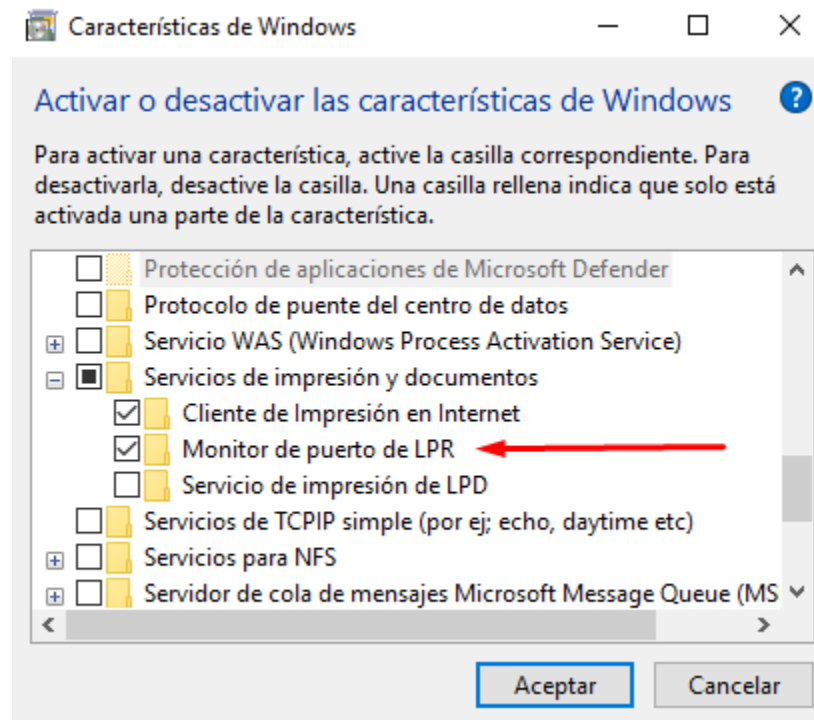 Características de Windows
Activar o desactivar las características de Windows
?
Para activar una característica, active la casilla correspondiente. Para
desactivarla, desactive la casilla. Una casilla rellena indica que solo está
activada una parte de la característica.
Protección de aplicaciones de Microsoft Defender
Protocolo de puente del centro de datos
Servicio WAS (Windows Process Activation Service)
Servicios de impresión y documentos
Cliente de Impresión en Internet
Monitor de puerto de LPR
Servicio de impresión de LPD
Servicios de TCPIP simple (por ej; echo, daytime etc)
Servicios para NFS
Servidor de cola de mensajes Microsoft Message Queue (MS
Aceptar
Cancelar